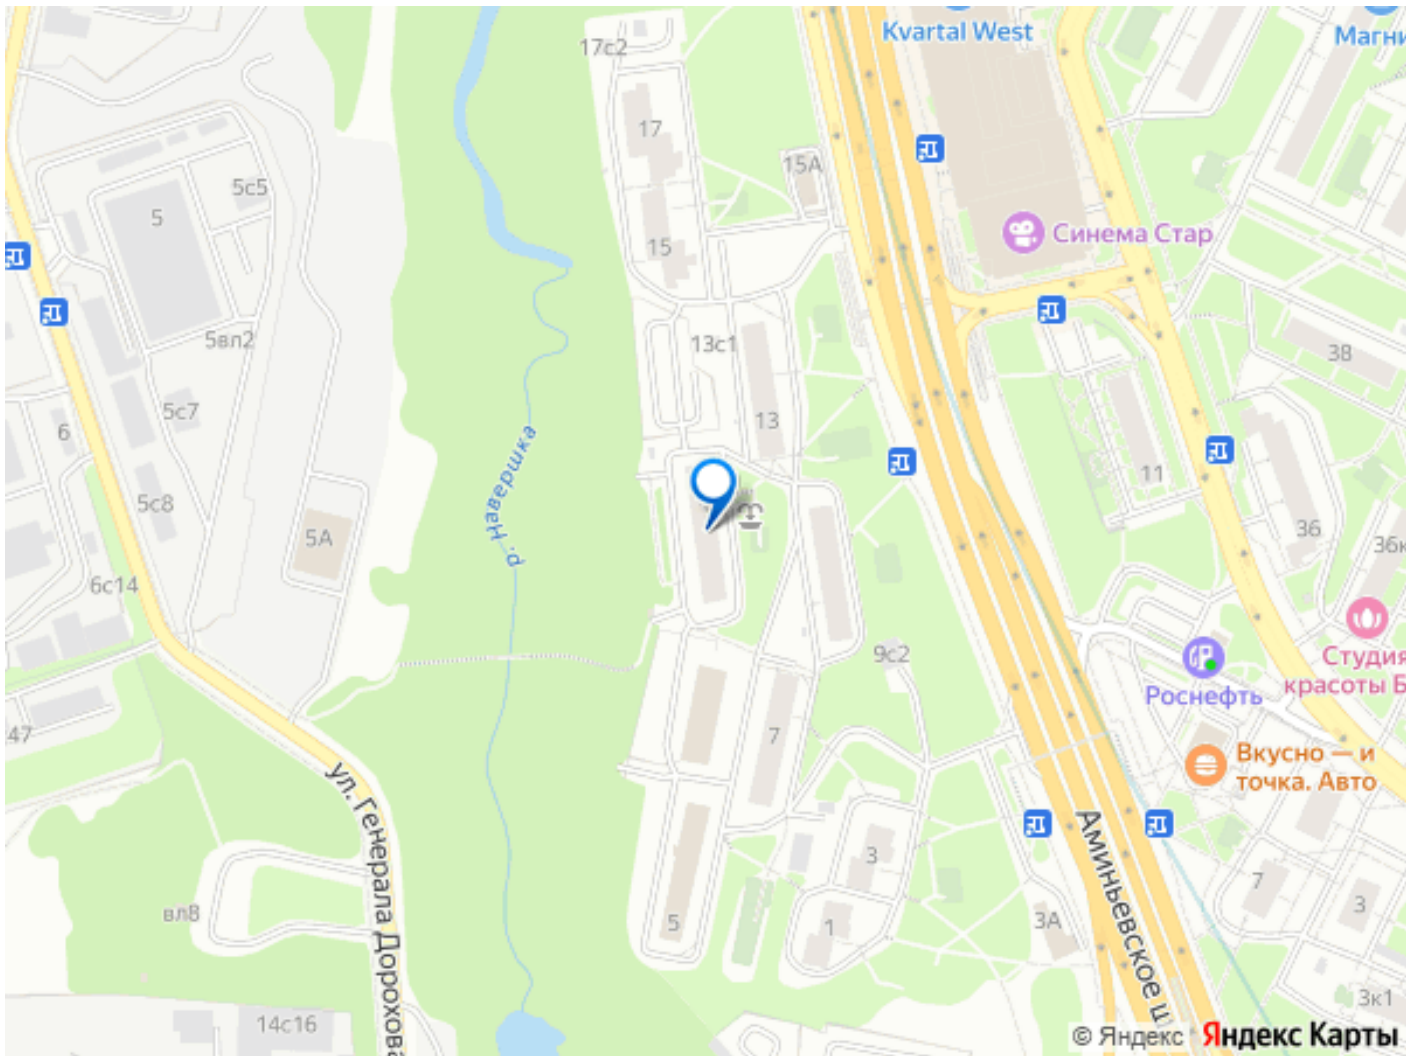 Kvartal West
Магни
17с2
17
15А
5с5
5
Синема Стар
15
5вл2
13с1
38
5с7
13
6
11
р. Навершка
5с8
36
36к
5А
6с14
9с2
Студия
красоты Б
Роснефть
47
7
Вкусно — и
точка. Авто
ул. Генерала Дорохова
Аминьевское ш
3
7
вл8
5
1
3А
3
3к1
14с16
© Яндекс Яндекс Карты